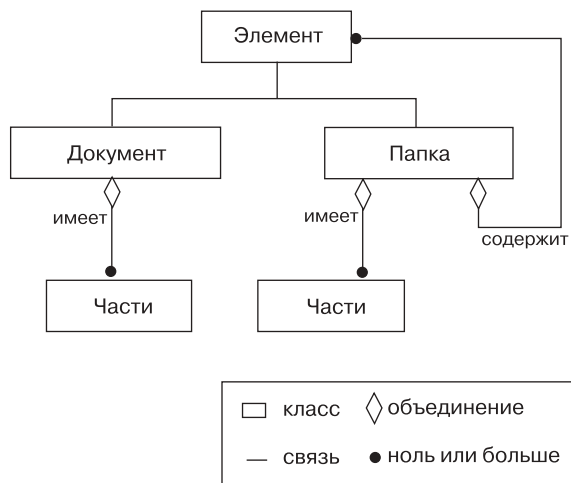 Элемент
Документ
Папка
имеет
имеет
содержит
Части
Части
класс
объединение
связь
ноль или больше